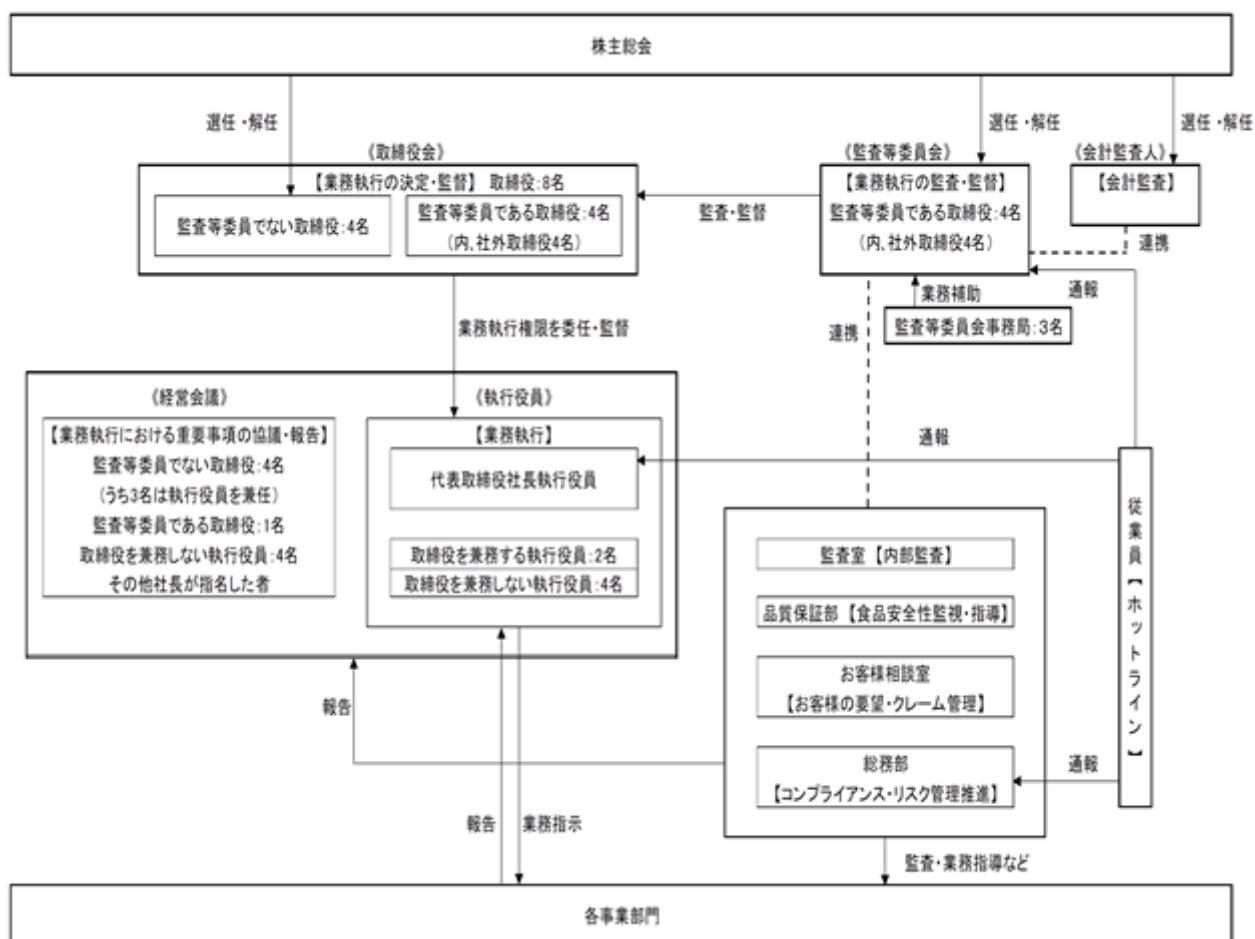 株主総会
選任・解任
選任・解任
選任・解任
《取締役会》
《監査等委員会》
《会計監査人》
【業務執行の決定・監督】 取締役:8名
監査等委員でない取締役:4名
監査等委員である取締役:4名
(内、社外取締役4名)
監査・監督
【業務執行の監査・監督】
監査等委員である取締役:4名
(内、社外取締役4名)
【会計監査】
連携
通報
業務補助
監査等委員会事務局:3名
連携
業務執行権限を委任・監督
《経営会議》
【業務執行における重要事項の協議・報告】
監査等委員でない取締役:4名
(うち3名は執行役員を兼任)
監査等委員である取締役:1名
取締役を兼務しない執行役員:4名
その他社長が指名した者
《執行役員》
【業務執行】
代表取締役社長執行役員
取締役を兼務する執行役員:2名
取締役を兼務しない執行役員:4名
通報
従業員【ホットライン】
監査室【内部監査】
品質保証部【食品安全性監視・指導】
お客様相談室
【お客様の要望・クレーム管理】
総務部
【コンプライアンス・リスク管理推進】
通報
報告
報告
業務指示
監査・業務指導など
各事業部門